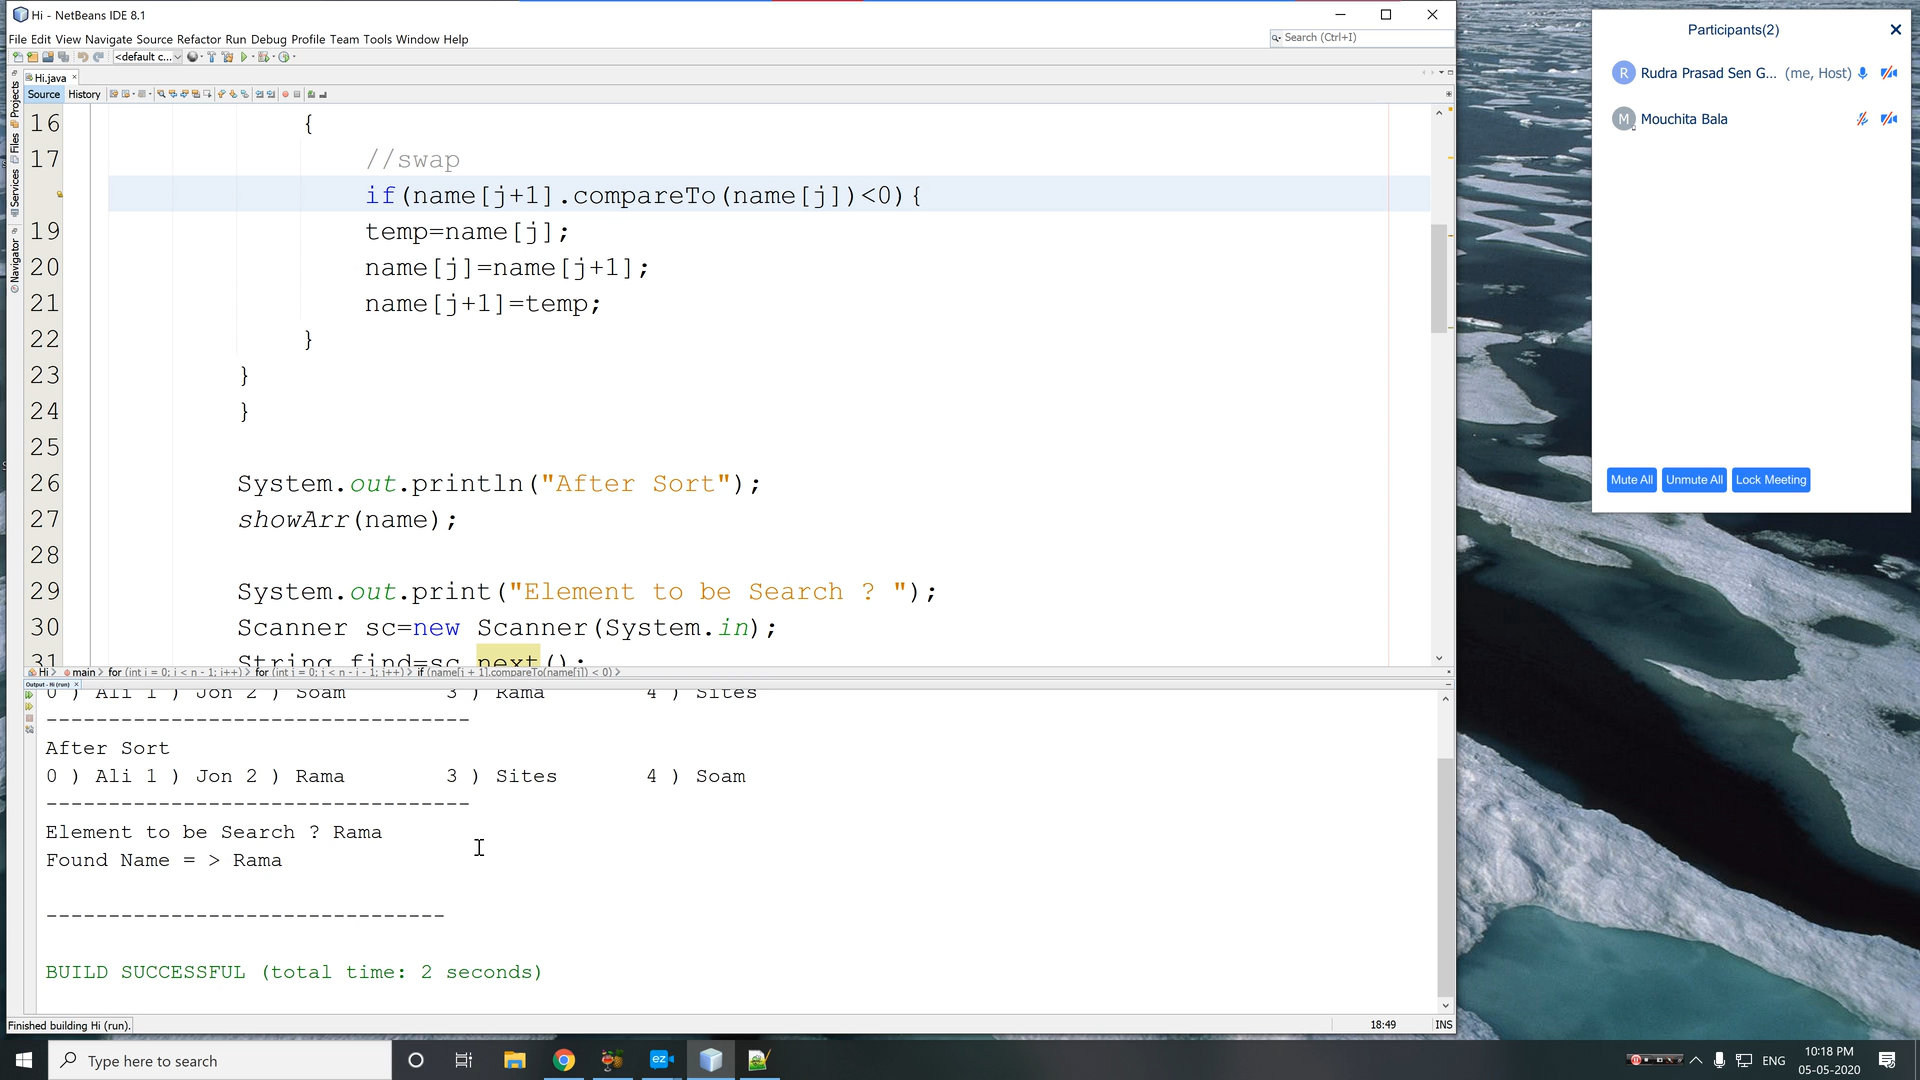 Hi - NetBeans IDE 8.1
File Edit View Navigate Source Refactor Run Debug Profile Team Tools Window Help
Search (Ctrl+I)
<default c...
Hi.java
Source History
Projects
Files
Services
Navigator
16 {
17 //swap
if(name[j+1].compareTo(name[j])<0){
19 temp=name[j];
20 name[j]=name[j+1];
21 name[j+1]=temp;
22 }
23 }
24 }
25
26 System.out.println("After Sort");
27 showArr(name);
28
29 System.out.print("Element to be Search ? ");
30 Scanner sc=new Scanner(System.in);
31 String find=sc.next();
Hi main for (int i = 0; i < n - 1; i++) for (int j = 0; j < n - i - 1; j++) if (name[j + 1].compareTo(name[j]) < 0)
Output - Hi (run)
0 ) Ali 1 ) Jon 2 ) Soam 3 ) Rama 4 ) Sites
----------------------------------
After Sort
0 ) Ali 1 ) Jon 2 ) Rama 3 ) Sites 4 ) Soam
----------------------------------
Element to be Search ? Rama
Found Name = > Rama
--------------------------------
BUILD SUCCESSFUL (total time: 2 seconds)
Finished building Hi (run).
18:49 INS
Participants(2)
R Rudra Prasad Sen G... (me, Host)
M Mouchita Bala
Mute All Unmute All Lock Meeting
Type here to search
ez
ENG
10:18 PM
05-05-2020